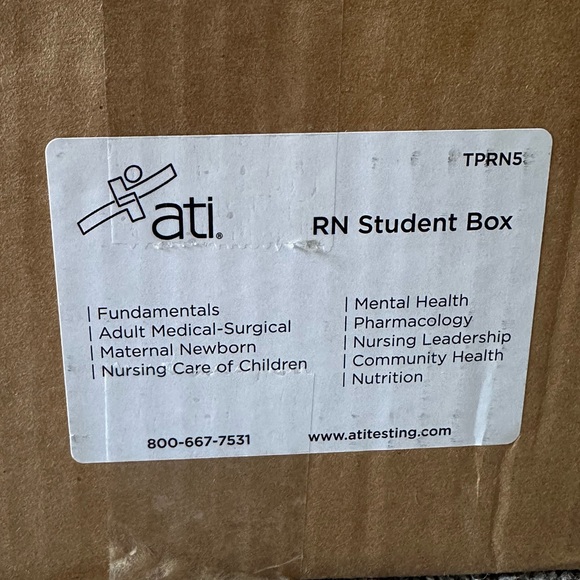 TPRN5
ati®
RN Student Box
| Fundamentals
| Adult Medical-Surgical
| Maternal Newborn
| Nursing Care of Children
| Mental Health
| Pharmacology
| Nursing Leadership
| Community Health
| Nutrition
800-667-7531
www.atitesting.com